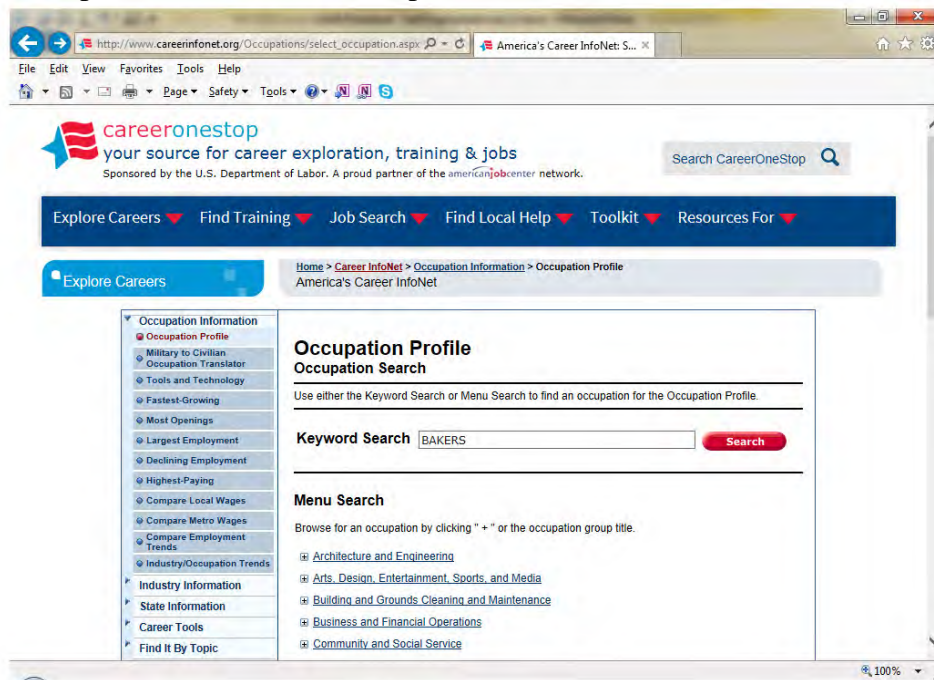 http://www.careerinfonet.org/Occupations/select_occupation.aspx
America's Career InfoNet: S...
File Edit View Favorites Tools Help
Page Safety Tools
careeronestop
your source for career exploration, training & jobs
Sponsored by the U.S. Department of Labor. A proud partner of the americanjobcenter network.
Search CareerOneStop
Explore Careers Find Training Job Search Find Local Help Toolkit Resources For
Home > Career InfoNet > Occupation Information > Occupation Profile
America's Career InfoNet
Explore Careers
Occupation Information
Occupation Profile
Military to Civilian
Occupation Translator
Tools and Technology
Fastest-Growing
Most Openings
Largest Employment
Declining Employment
Highest-Paying
Compare Local Wages
Compare Metro Wages
Compare Employment
Trends
Industry/Occupation Trends
Industry Information
State Information
Career Tools
Find It By Topic
Occupation Profile
Occupation Search
Use either the Keyword Search or Menu Search to find an occupation for the Occupation Profile.
Keyword Search BAKERS Search
Menu Search
Browse for an occupation by clicking " + " or the occupation group title.
Architecture and Engineering
Arts, Design, Entertainment, Sports, and Media
Building and Grounds Cleaning and Maintenance
Business and Financial Operations
Community and Social Service
100%